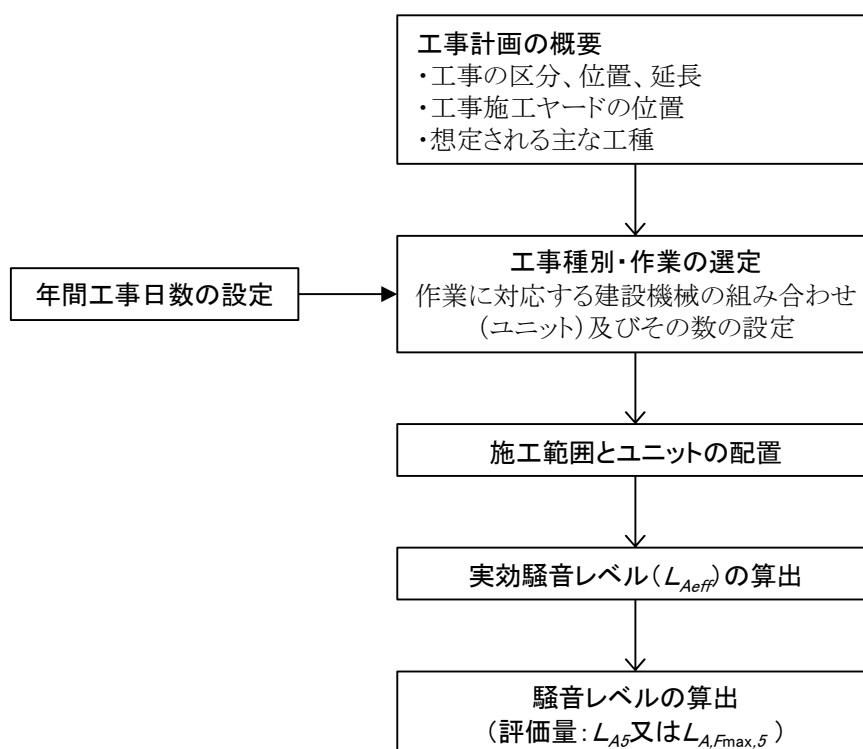 工事計画の概要
・工事の区分、位置、延長
・工事施工ヤードの位置
・想定される主な工種
年間工事日数の設定
工事種別・作業の選定
作業に対応する建設機械の組み合わせ
(ユニット)及びその数の設定
施工範囲とユニットの配置
実効騒音レベル(LAeff)の算出
騒音レベルの算出
(評価量:LA5又はLA,Fmax,5 )